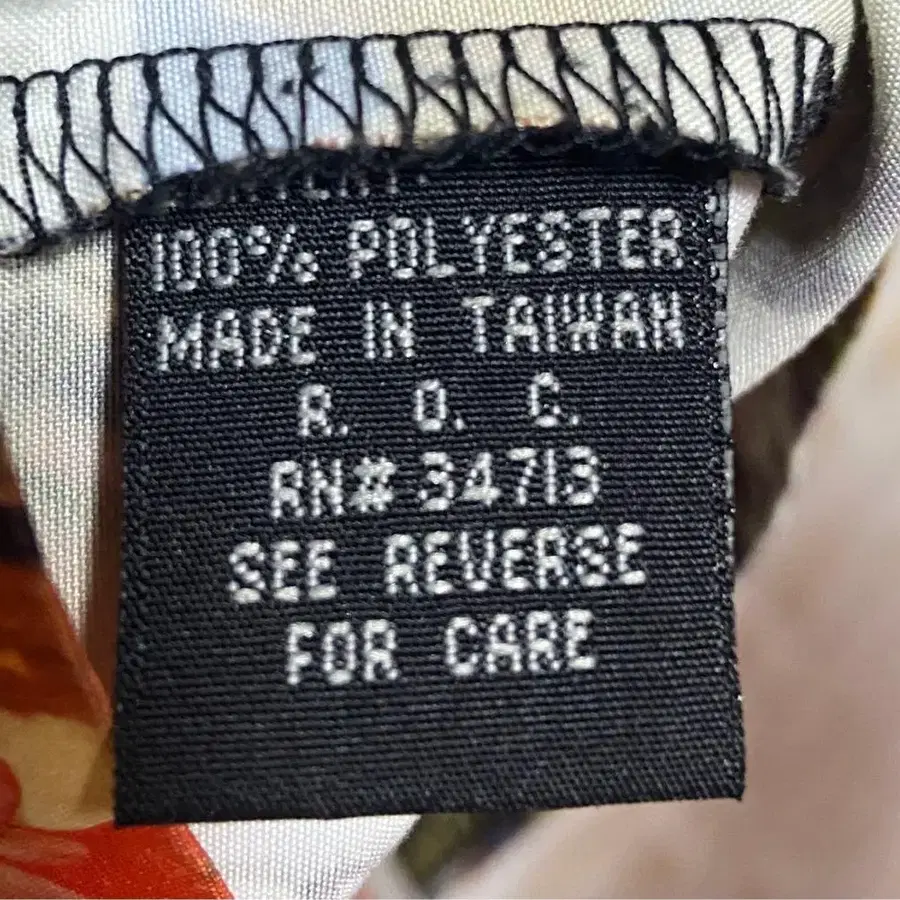 100% POLYESTER
MADE IN TAIWAN
R. O. C.
RN# 34713
SEE REVERSE
FOR CARE